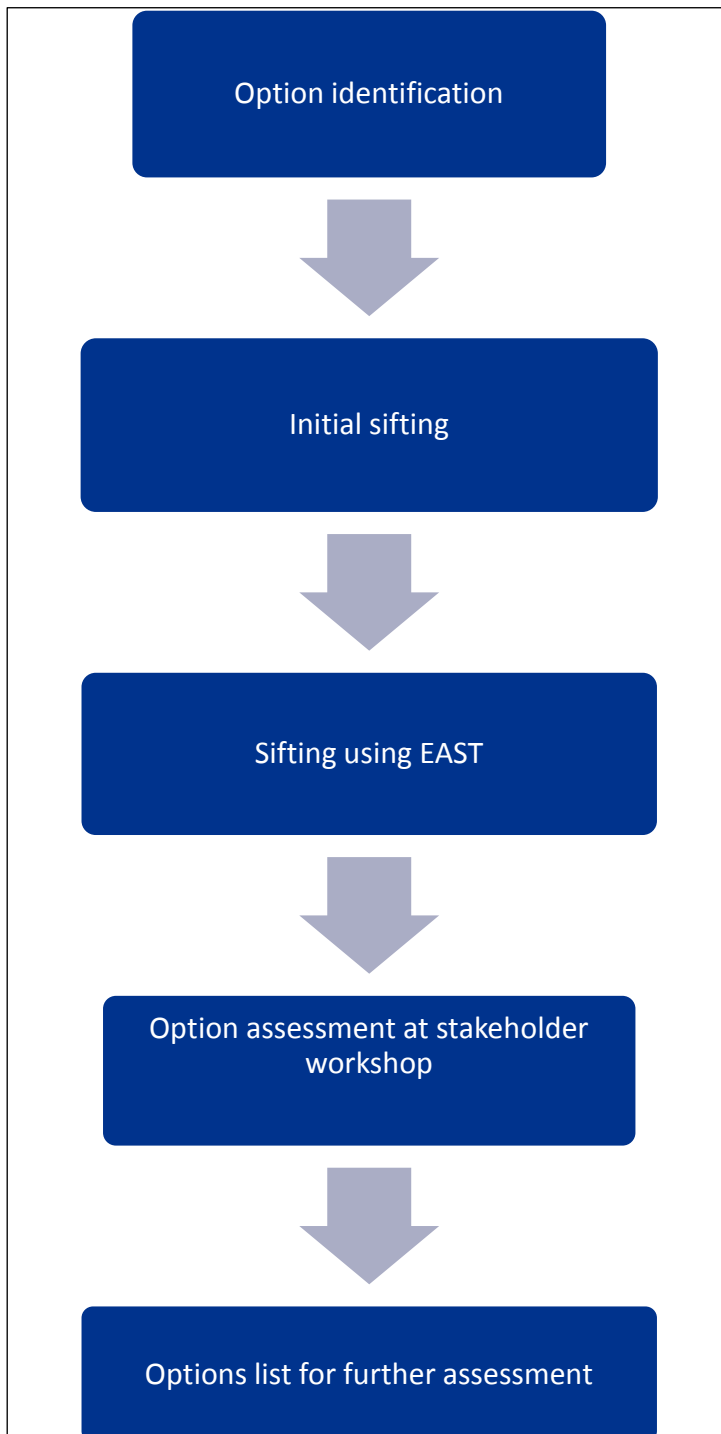 Option identification
Initial sifting
Sifting using EAST
Option assessment at stakeholder
workshop
Options list for further assessment